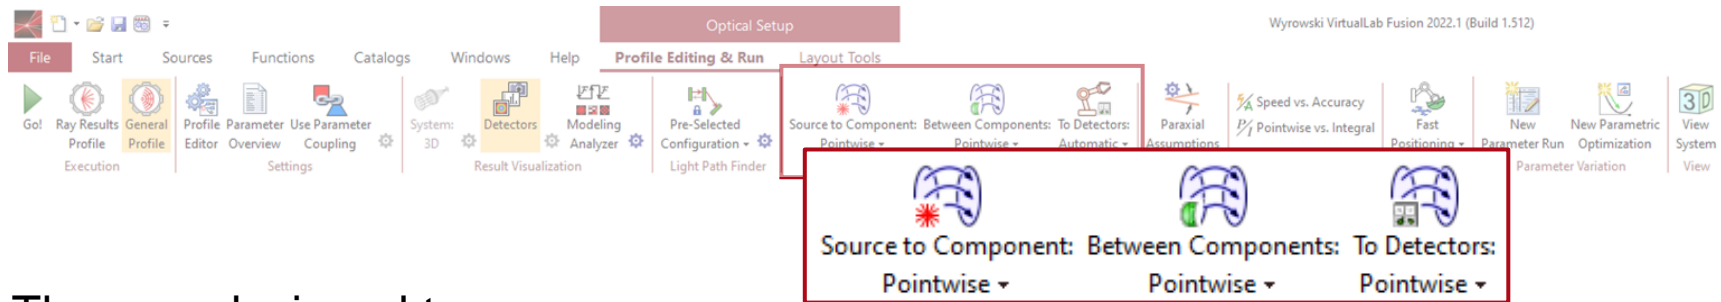 Optical Setup
Wyrowski VirtualLab Fusion 2022.1 (Build 1.512)
File Start Sources Functions Catalogs Windows Help Profile Editing & Run Layout Tools
Go! Ray Results Profile General Profile Profile Editor Parameter Overview Use Parameter Coupling System: 3D Detectors Modeling Analyzer Pre-Selected Configuration Source to Component: Pointwise Between Components: Pointwise To Detectors: Automatic Paraxial Assumptions Speed vs. Accuracy Pointwise vs. Integral Fast Positioning New Parameter Run New Parametric Optimization 3D View System
Execution Settings Result Visualization Light Path Finder Parameter Variation View
Source to Component: Between Components: To Detectors:
Pointwise Pointwise Pointwise